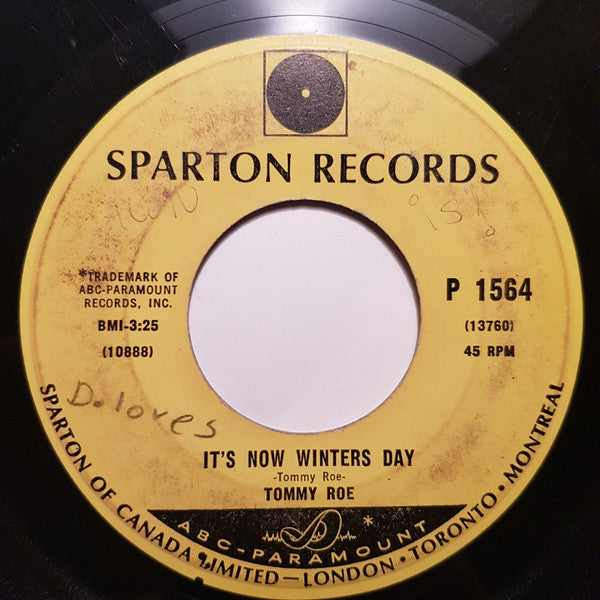 SPARTON RECORDS
*TRADEMARK OF
ABC-PARAMOUNT
RECORDS, INC.
BMI-3:25
(10888)
P 1564
(13760)
45 RPM
D.loves
IT'S NOW WINTERS DAY
-Tommy Roe-
TOMMY ROE
ABC-PARAMOUNT *
SPARTON OF CANADA LIMITED—LONDON • TORONTO • MONTREAL